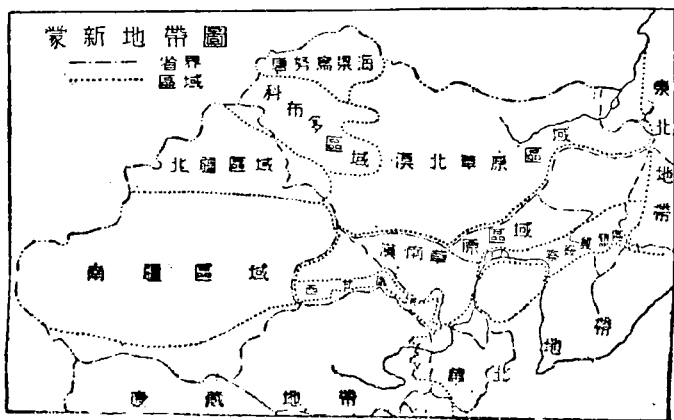 蒙新地帶圖
省界
區域
唐努烏梁海
科布多區域
東北地帶
北疆區域
漠北草原區域
漠南草原區域
南疆區域
華北地帶
康藏地帶